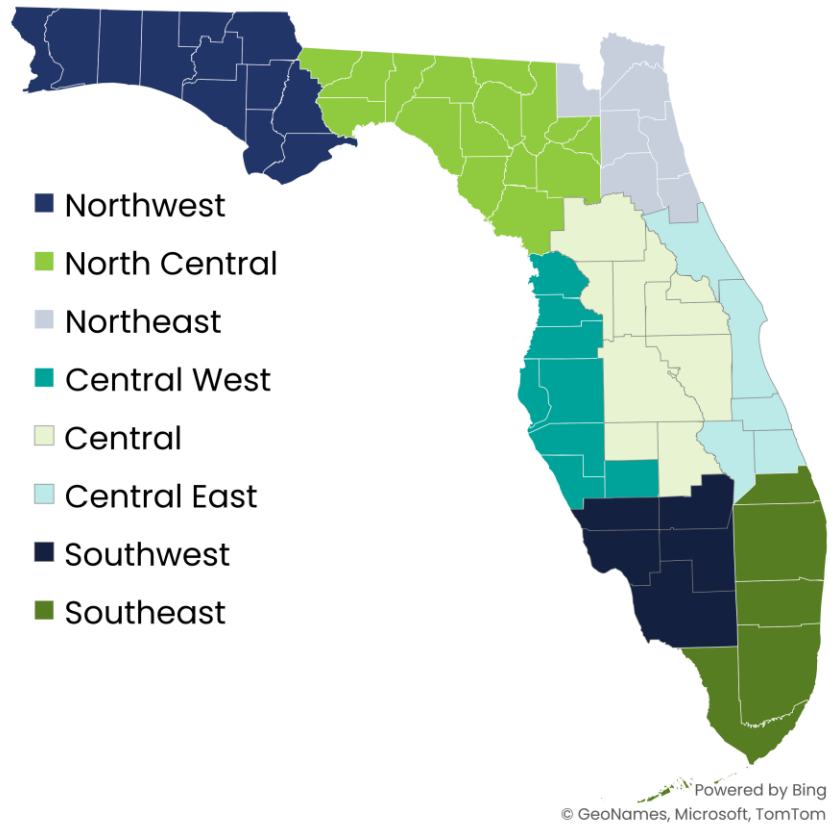 Northwest
North Central
Northeast
Central West
Central
Central East
Southwest
Southeast
Powered by Bing
© GeoNames, Microsoft, TomTom